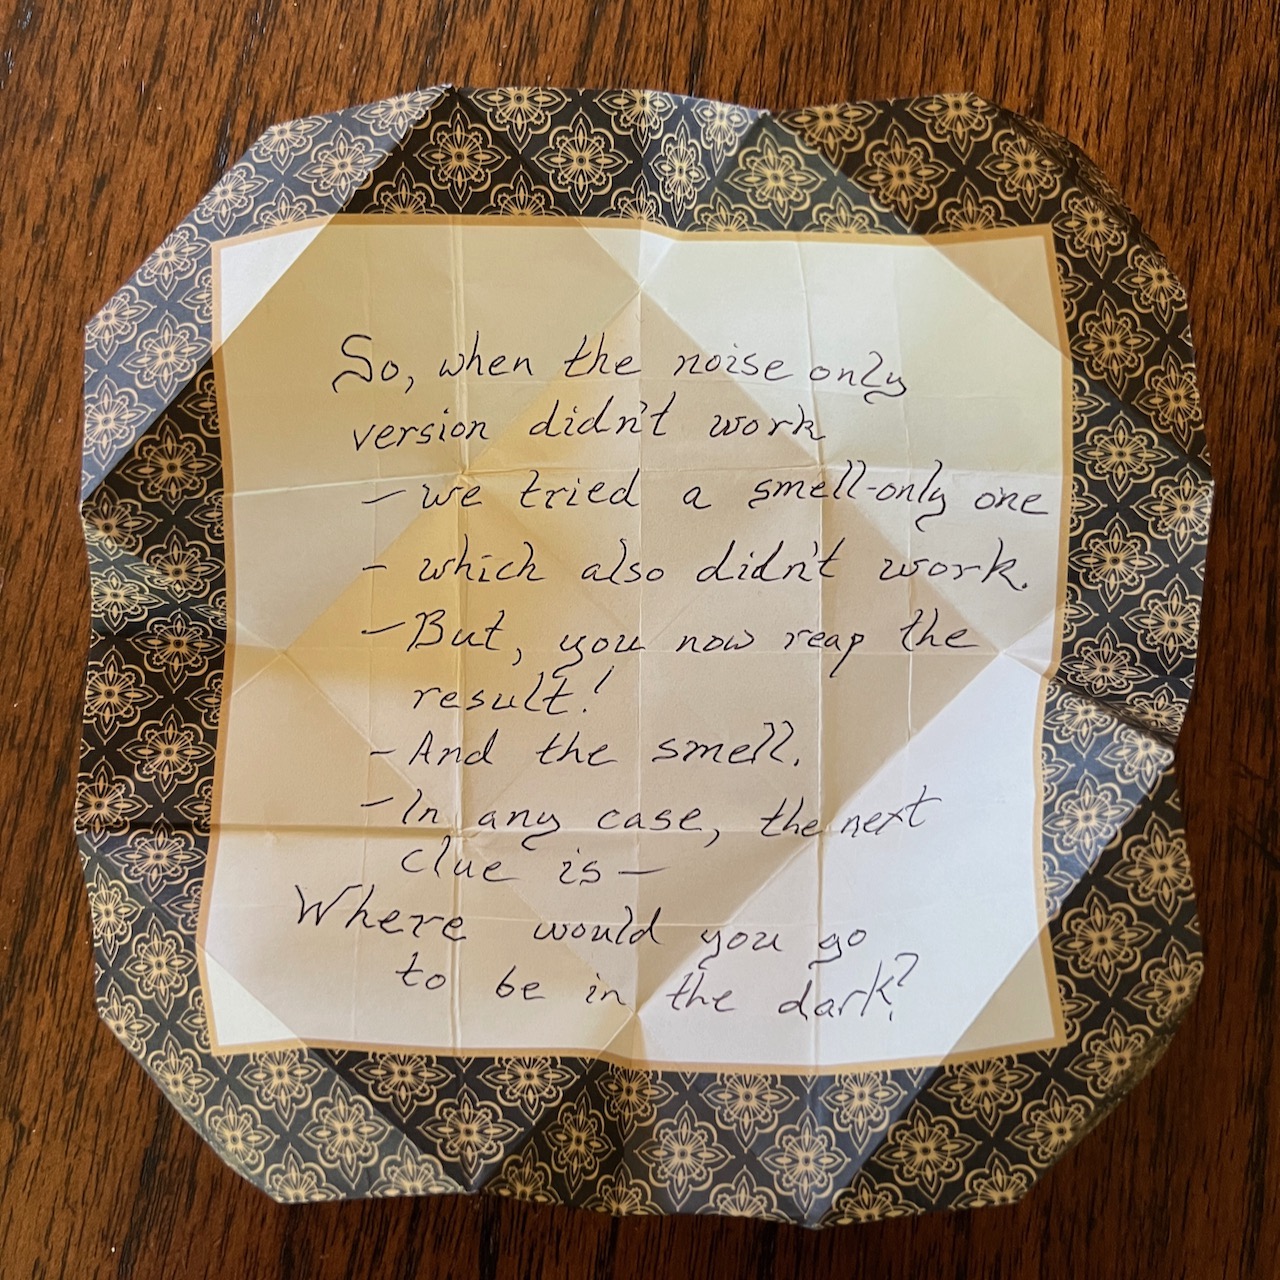 So, when the noise only
version didn't work
– we tried a smell-only one
- which also didn't work.
– But, you now reap the
result!
- And the smell.
– In any case, the next
clue is —
Where would you go
to be in the dark?